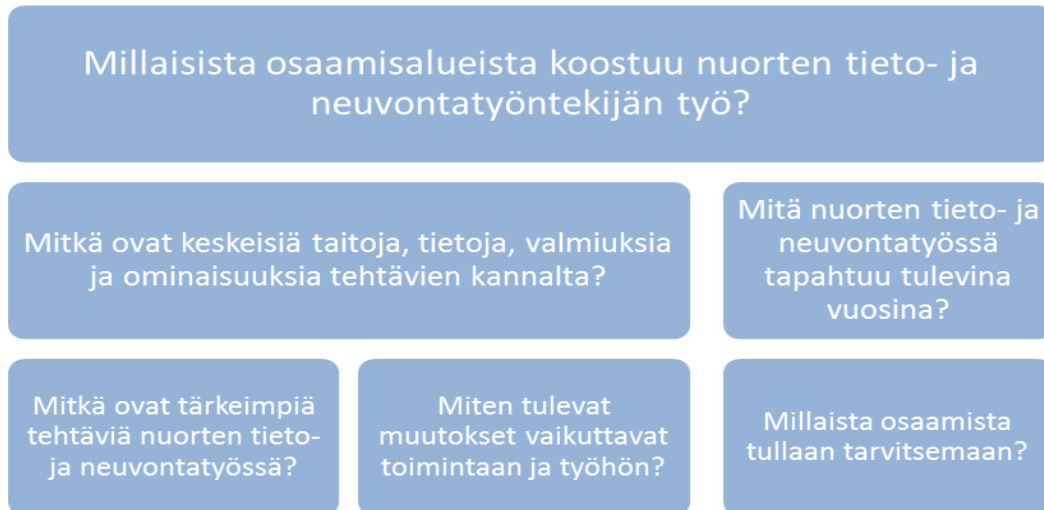 Millaisista osaamisalueista koostuu nuorten tieto- ja
neuvontatyöntekijän työ?
Mitkä ovat keskeisiä taitoja, tietoja, valmiuksia
ja ominaisuuksia tehtävien kannalta?
Mitä nuorten tieto- ja
neuvontatyössä
tapahtuu tulevina
vuosina?
Mitkä ovat tärkeimpiä
tehtäviä nuorten tieto-
ja neuvontatyössä?
Miten tulevat
muutokset vaikuttavat
toimintaan ja työhön?
Millaista osaamista
tullaan tarvitsemaan?